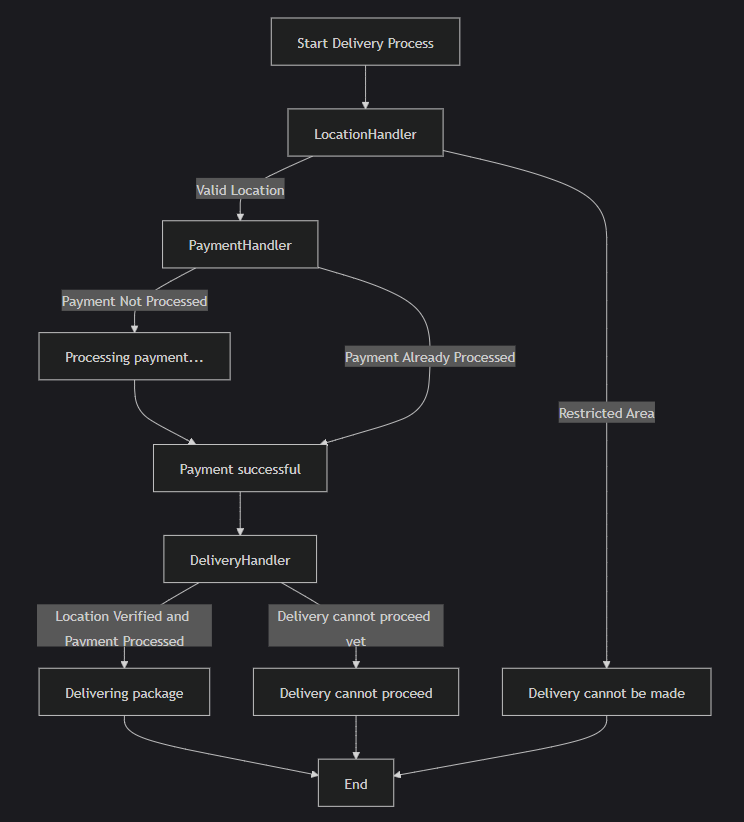 Start Delivery Process
LocationHandler
Valid Location
PaymentHandler
Payment Not Processed
Processing payment...
Payment Already Processed
Restricted Area
Payment successful
DeliveryHandler
Location Verified and
Payment Processed
Delivery cannot proceed
yet
Delivering package
Delivery cannot proceed
Delivery cannot be made
End